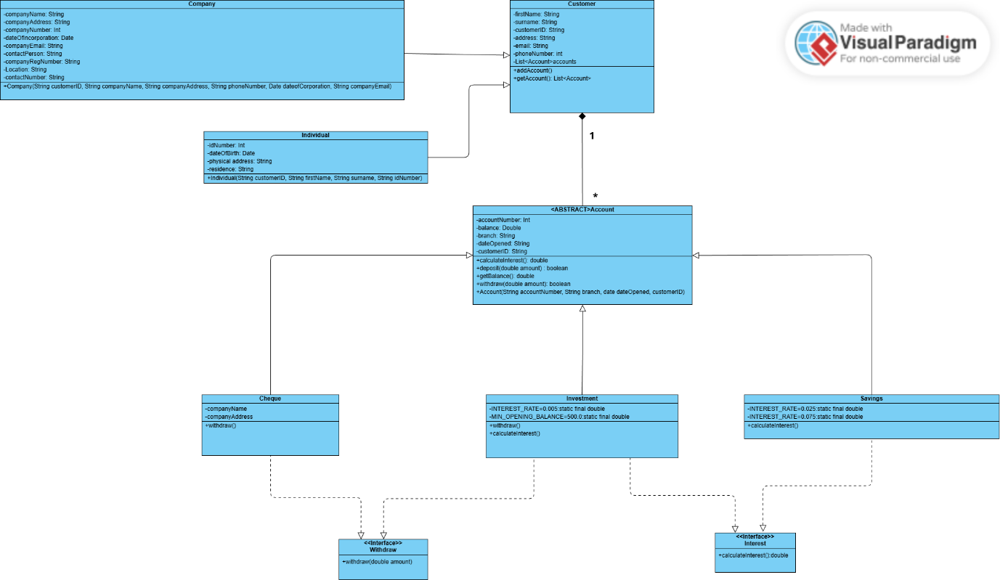 Company
-companyName: String
-companyAddress: String
-companyNumber: Int
-dateOfIncorporation: Date
-companyEmail: String
-contactPerson: String
-companyRegNumber: String
-Location: String
-contactNumber: String
+Company(String customerID, String companyName, String companyAddress, String phoneNumber, Date dateofCorporation, String companyEmail)
Customer
-firstName: String
-surname: String
-customerID: String
-address: String
-email: String
-phoneNumber: int
-List<Account>accounts
+addAccount()
+getAccount(): List<Account>
Made with
Visual Paradigm
For non-commercial use
Individual
-idNumber: Int
-dateOfBirth: Date
-physical address: String
-residence: String
+Individual(String customerID, String firstName, String surname, String idNumber)
1
*
<ABSTRACT>Account
-accountNumber: Int
-balance: Double
-branch: String
-dateOpened: String
-customerID: String
+calculateInterest(): double
+deposit(double amount) : boolean
+getBalance(): double
+withdraw(double amount): boolean
+Account(String accountNumber, String branch, date dateOpened, customerID)
Cheque
-companyName
-companyAddress
+withdraw()
Investment
-INTEREST_RATE=0.005:static final double
-MIN_OPENING_BALANCE=500.0:static final double
+withdraw()
+calculateInterest()
Savings
-INTEREST_RATE=0.025:static final double
-INTEREST_RATE=0.075:static final double
+calculateInterest()
<<Interface>>
Withdraw
+withdraw(double amount)
<<Interface>>
Interest
+calculateInterest():double